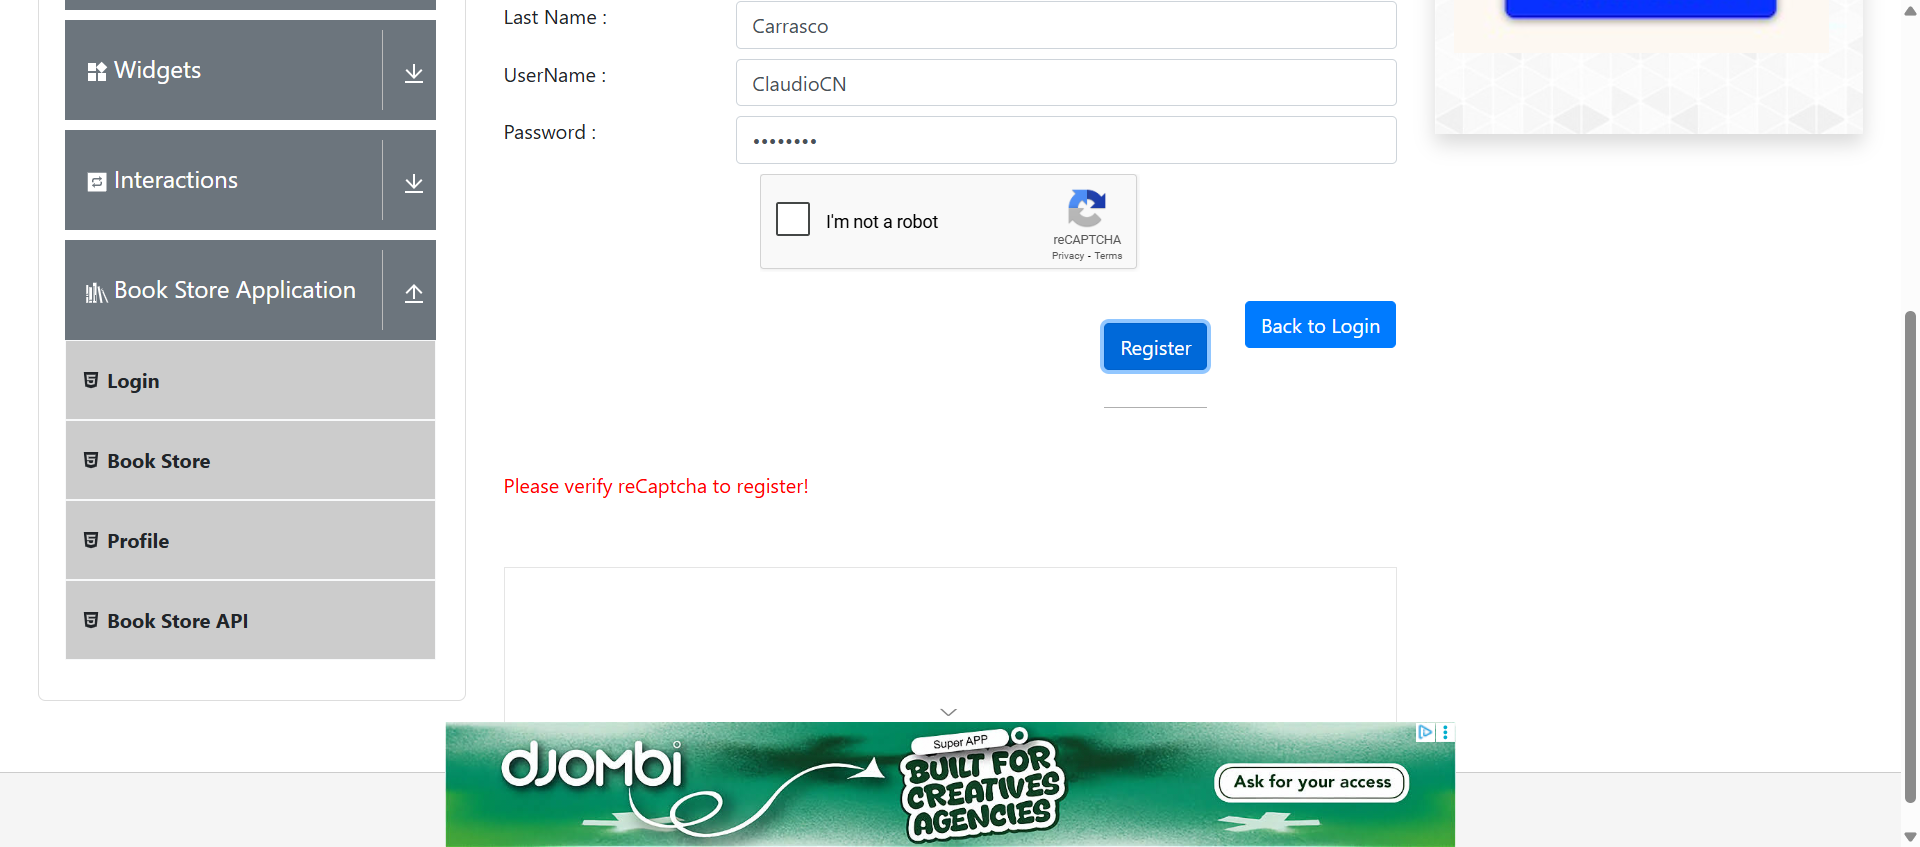 Widgets
Interactions
Book Store Application
Login
Book Store
Profile
Book Store API
Last Name :
Carrasco
UserName :
ClaudioCN
Password :
••••••••
I'm not a robot
reCAPTCHA
Privacy - Terms
Register
Back to Login
Please verify reCaptcha to register!
DJOMBi
Super APP
BUILT FOR
CREATIVES
AGENCIES
Ask for your access